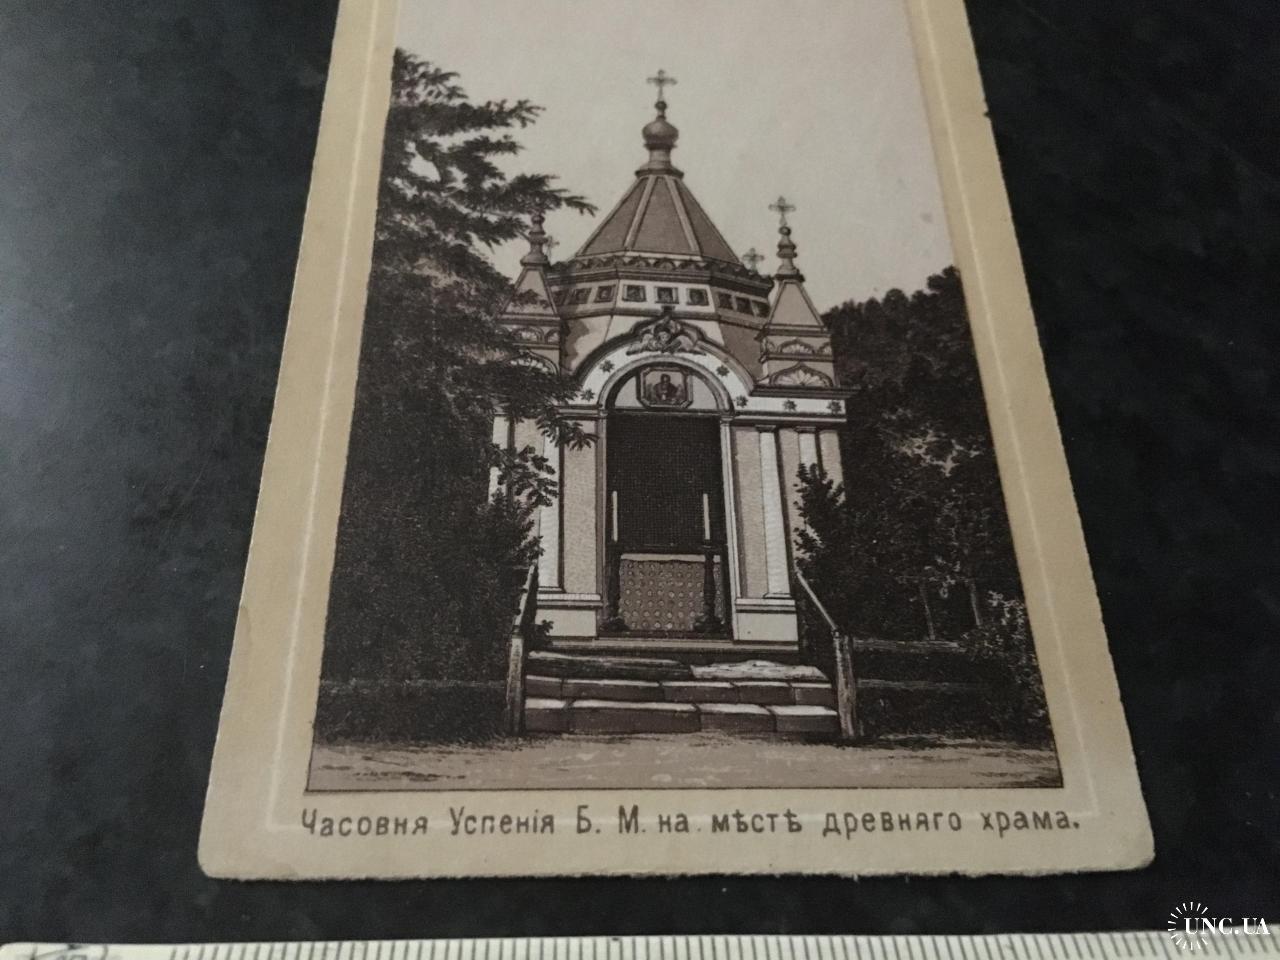 Часовня Успенія Б. М. на мѣстѣ древняго храма.
UNC.UA